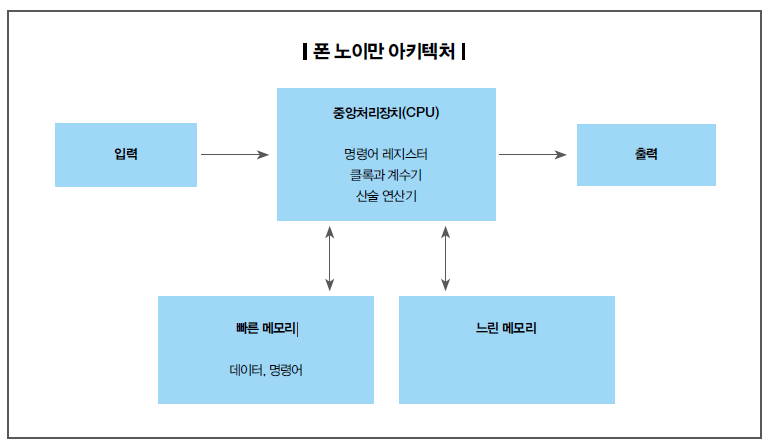 ┃폰 노이만 아키텍처┃
중앙처리장치(CPU)
명령어 레지스터
클록과 계수기
산술 연산기
입력
출력
빠른 메모리
데이터, 명령어
느린 메모리